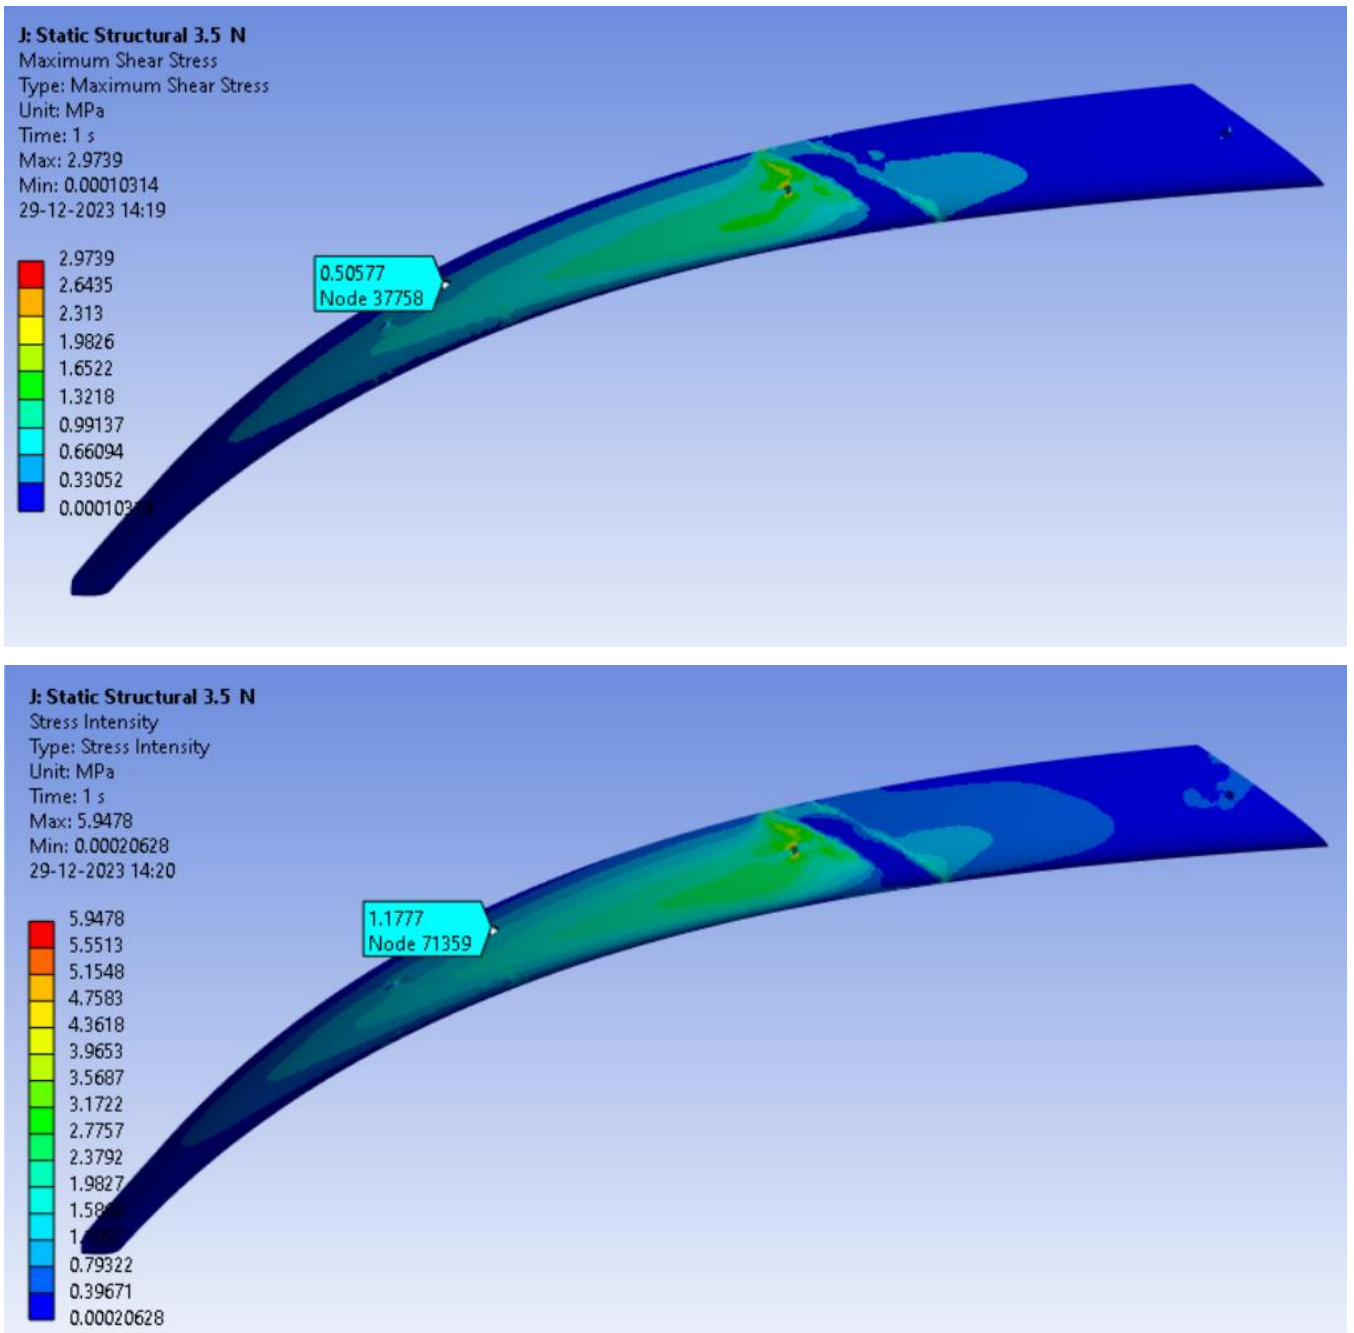 J: Static Structural 3.5 N
Maximum Shear Stress
Type: Maximum Shear Stress
Unit: MPa
Time: 1 s
Max: 2.9739
Min: 0.00010314
29-12-2023 14:19
2.9739
2.6435
2.313
1.9826
1.6522
1.3218
0.99137
0.66094
0.33052
0.50577
Node 37758
J: Static Structural 3.5 N
Stress Intensity
Type: Stress Intensity
Unit: MPa
Time: 1 s
Max: 5.9478
Min: 0.00020628
29-12-2023 14:20
5.9478
5.5513
5.1548
4.7583
4.3618
3.9653
3.5687
3.1722
2.7757
2.3792
1.9827
0.79322
0.39671
0.00020628
1.1777
Node 71359